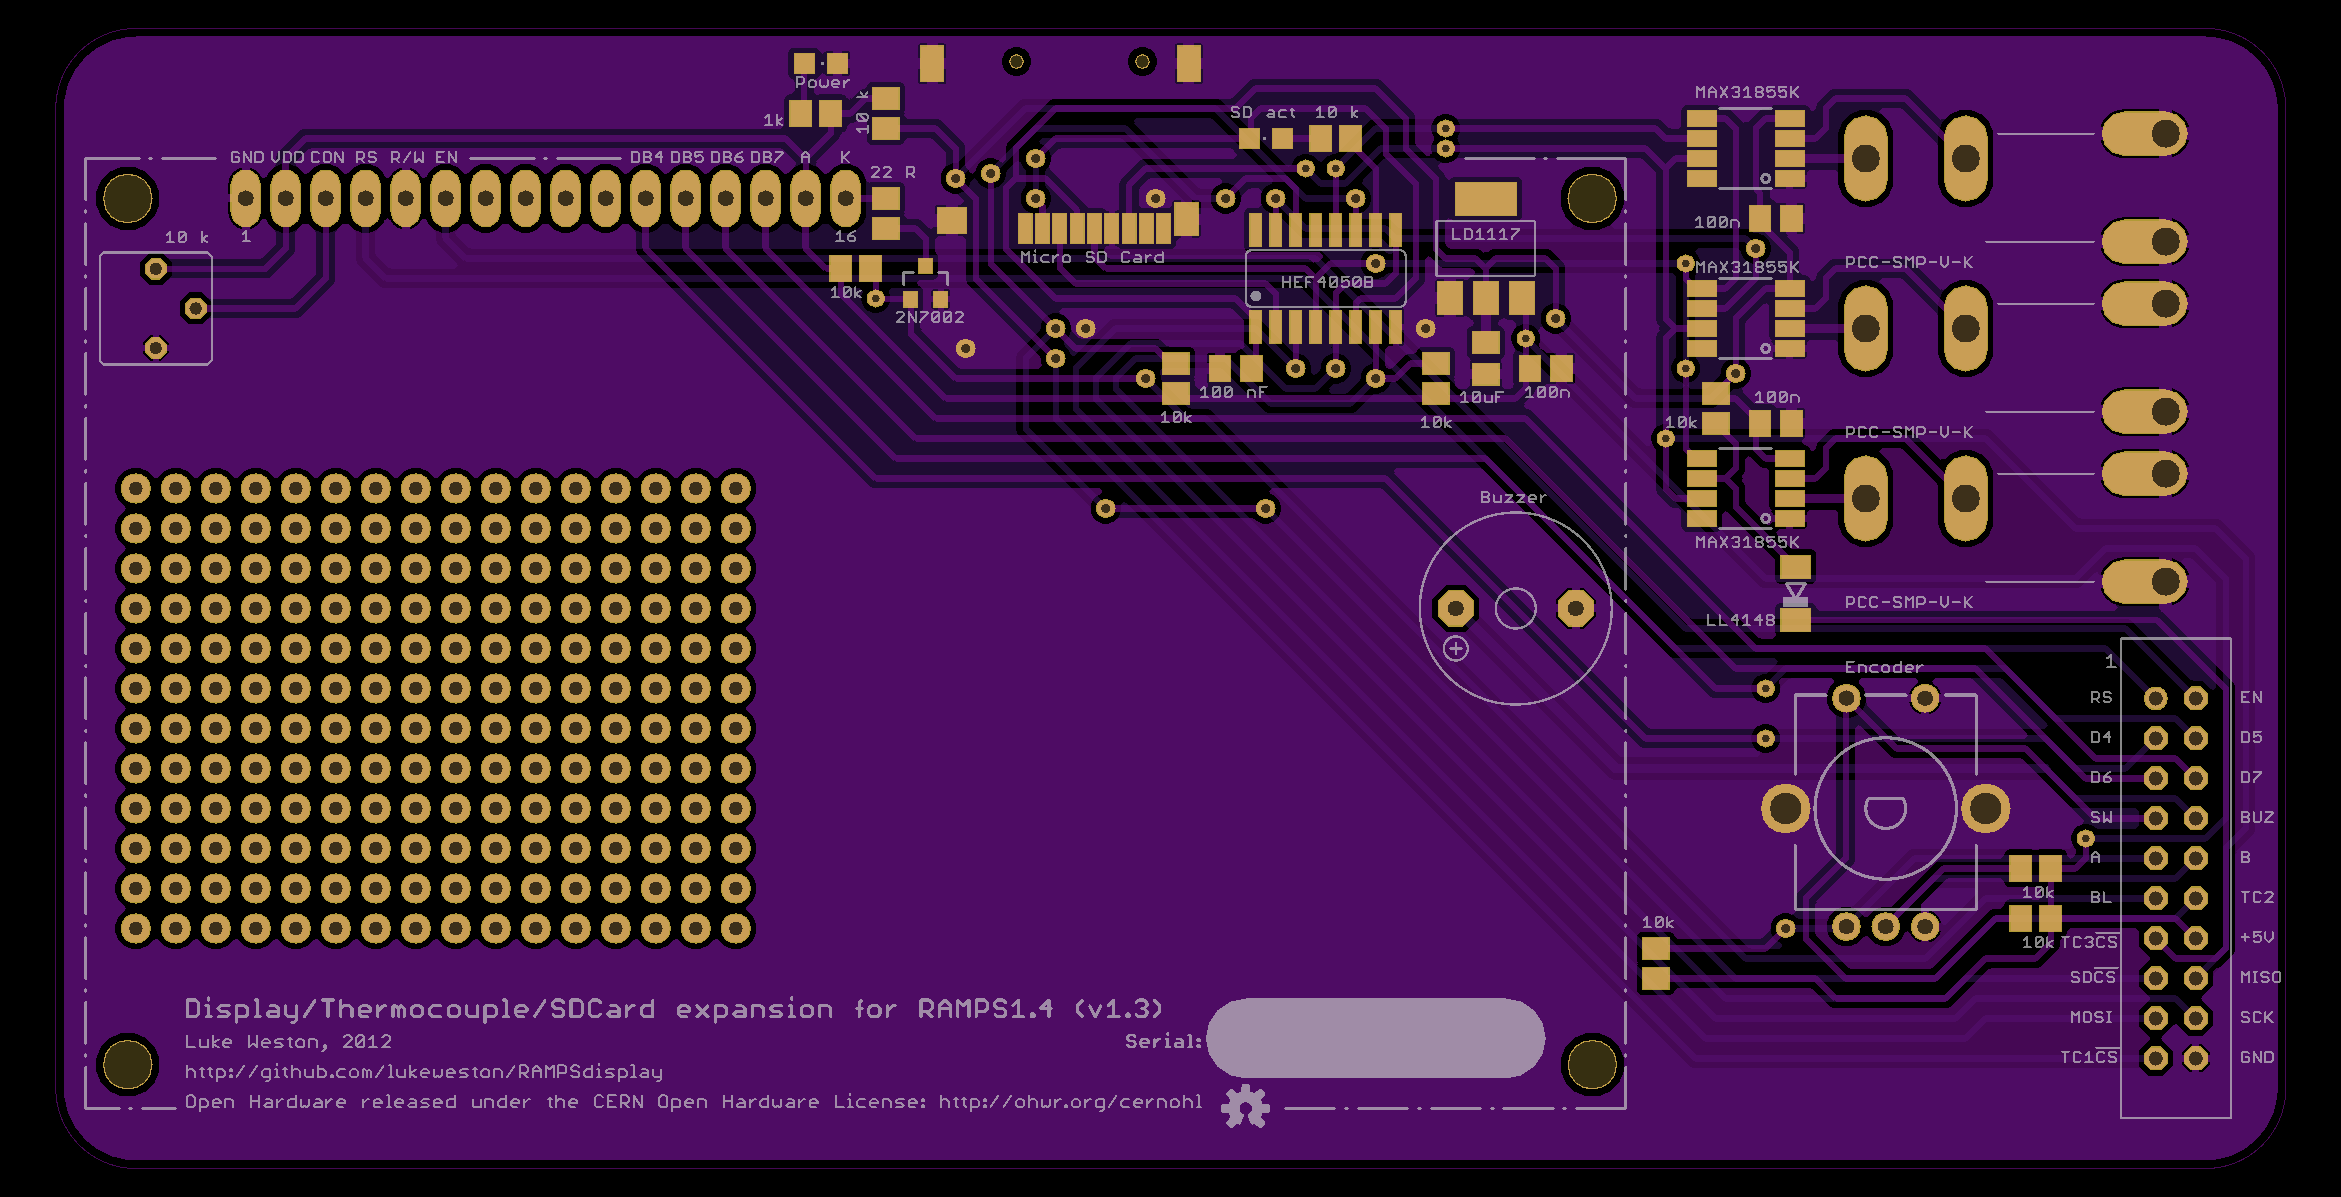 Power
1k
10 k
SD act
10 k
MAX31855K
GND VDD CON RS R/W EN
DB4 DB5 DB6 DB7 A K
22 R
1
16
10 k
100n
LD1117
Micro SD Card
HEF4050B
MAX31855K
PCC-SMP-V-K
10k
2N7002
100 nF
10k
10k
10uF
100n
100n
10k
PCC-SMP-V-K
Buzzer
MAX31855K
PCC-SMP-V-K
LL4148
Encoder
1
RS EN
D4 D5
D6 D7
SW BUZ
A B
10k
BL TC2
10k
10k
TC3CS +5V
SDCS MISO
MOSI SCK
TC1CS GND
Display/Thermocouple/SDCard expansion for RAMPS1.4 (v1.3)
Luke Weston, 2012
Serial:
http://github.com/lukeweston/RAMPSdisplay
Open Hardware released under the CERN Open Hardware License: http://ohwr.org/cernohl